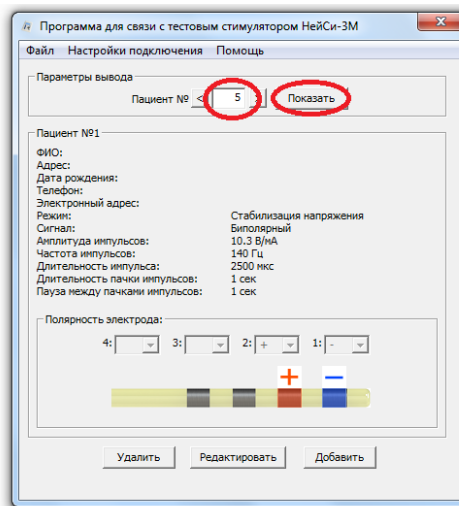 Программа для связи с тестовым стимулятором НейСи-3М
Файл Настройки подключения Помощь
Параметры вывода
Пациент № < 5 > Показать
Пациент №1
ФИО:
Адрес:
Дата рождения:
Телефон:
Электронный адрес:
Режим: Стабилизация напряжения
Сигнал: Биполярный
Амплитуда импульсов: 10.3 В/мА
Частота импульсов: 140 Гц
Длительность импульса: 2500 мкс
Длительность пачки импульсов: 1 сек
Пауза между пачками импульсов: 1 сек
Полярность электрода:
4: 3: 2: + 1: -
+ −
Удалить Редактировать Добавить